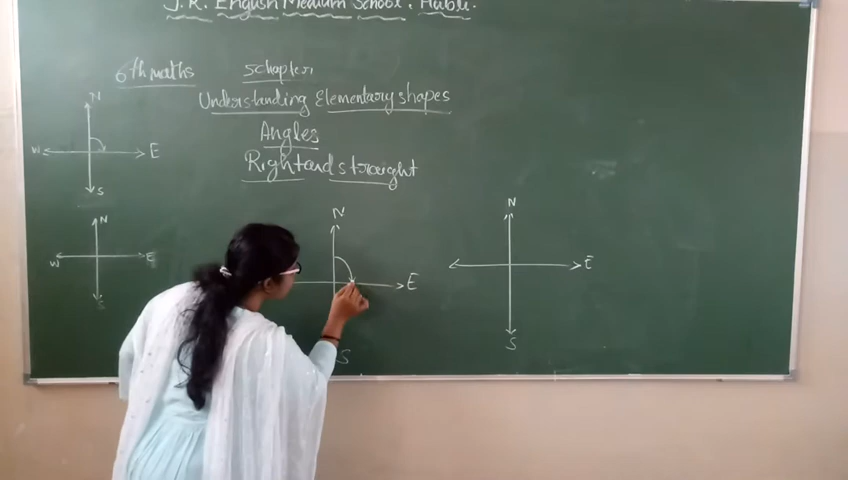 J.K. English Medium School, Hubli.
6th maths 5 chapter
Understanding Elementary shapes
Angles
Right and straight
N
W E
S
N
W E
S
N
E
S
N
E
S